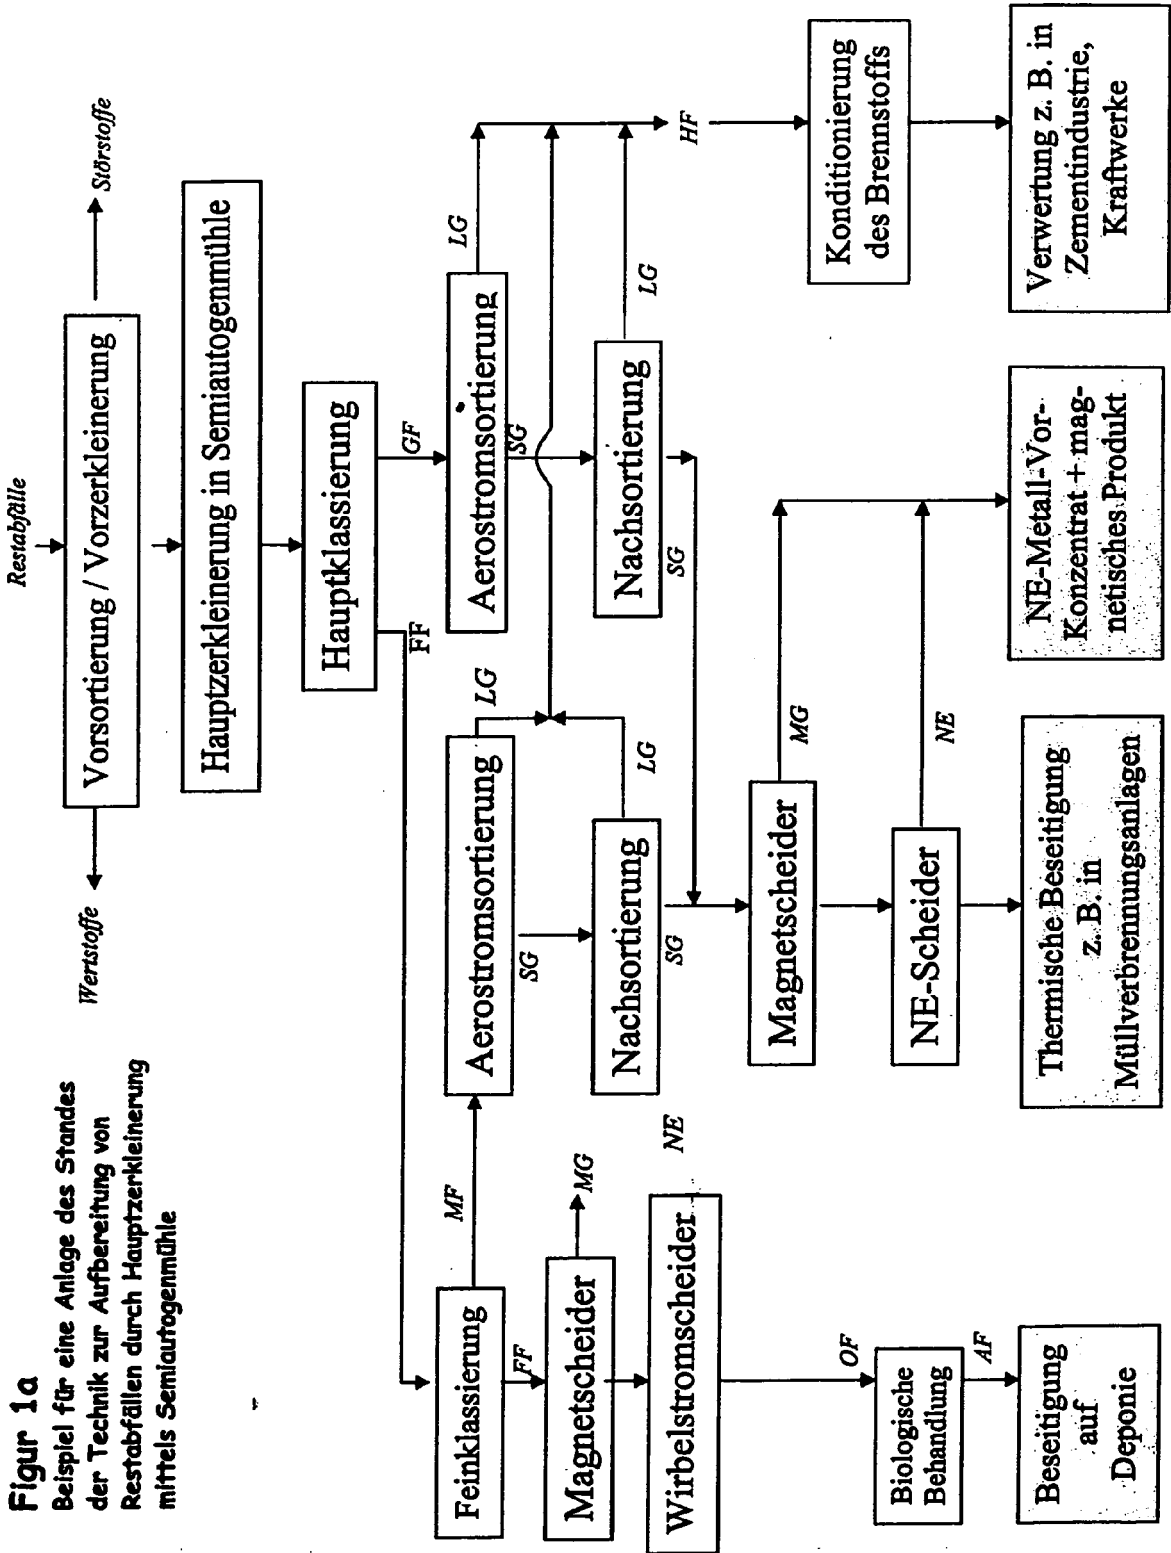 Figur 1a
Beispiel für eine Anlage des Standes
der Technik zur Aufbereitung von
Restabfällen durch Hauptzerkleinerung
mittels Semiautogenmühle
Restabfälle
Vorsortierung / Vorzerkleinerung
Wertstoffe
Störstoffe
Hauptzerkleinerung in Semiautogenmühle
Hauptklassierung
FF
GF
Feinklassierung
MF
Aerostromsortierung
LG
Aerostromsortierung
LG
FF
SG
SG
Magnetscheider
MG
Nachsortierung
LG
Nachsortierung
LG
HF
Wirbelstromscheider
NE
SG
SG
Magnetscheider
MG
Konditionierung
des Brennstoffs
OF
Biologische
Behandlung
NE-Scheider
NE
AF
Beseitigung
auf
Deponie
Thermische Beseitigung
z. B. in
Müllverbrennungsanlagen
NE-Metall-Vor-
Konzentrat + mag-
netisches Produkt
Verwertung z. B. in
Zementindustrie,
Kraftwerke